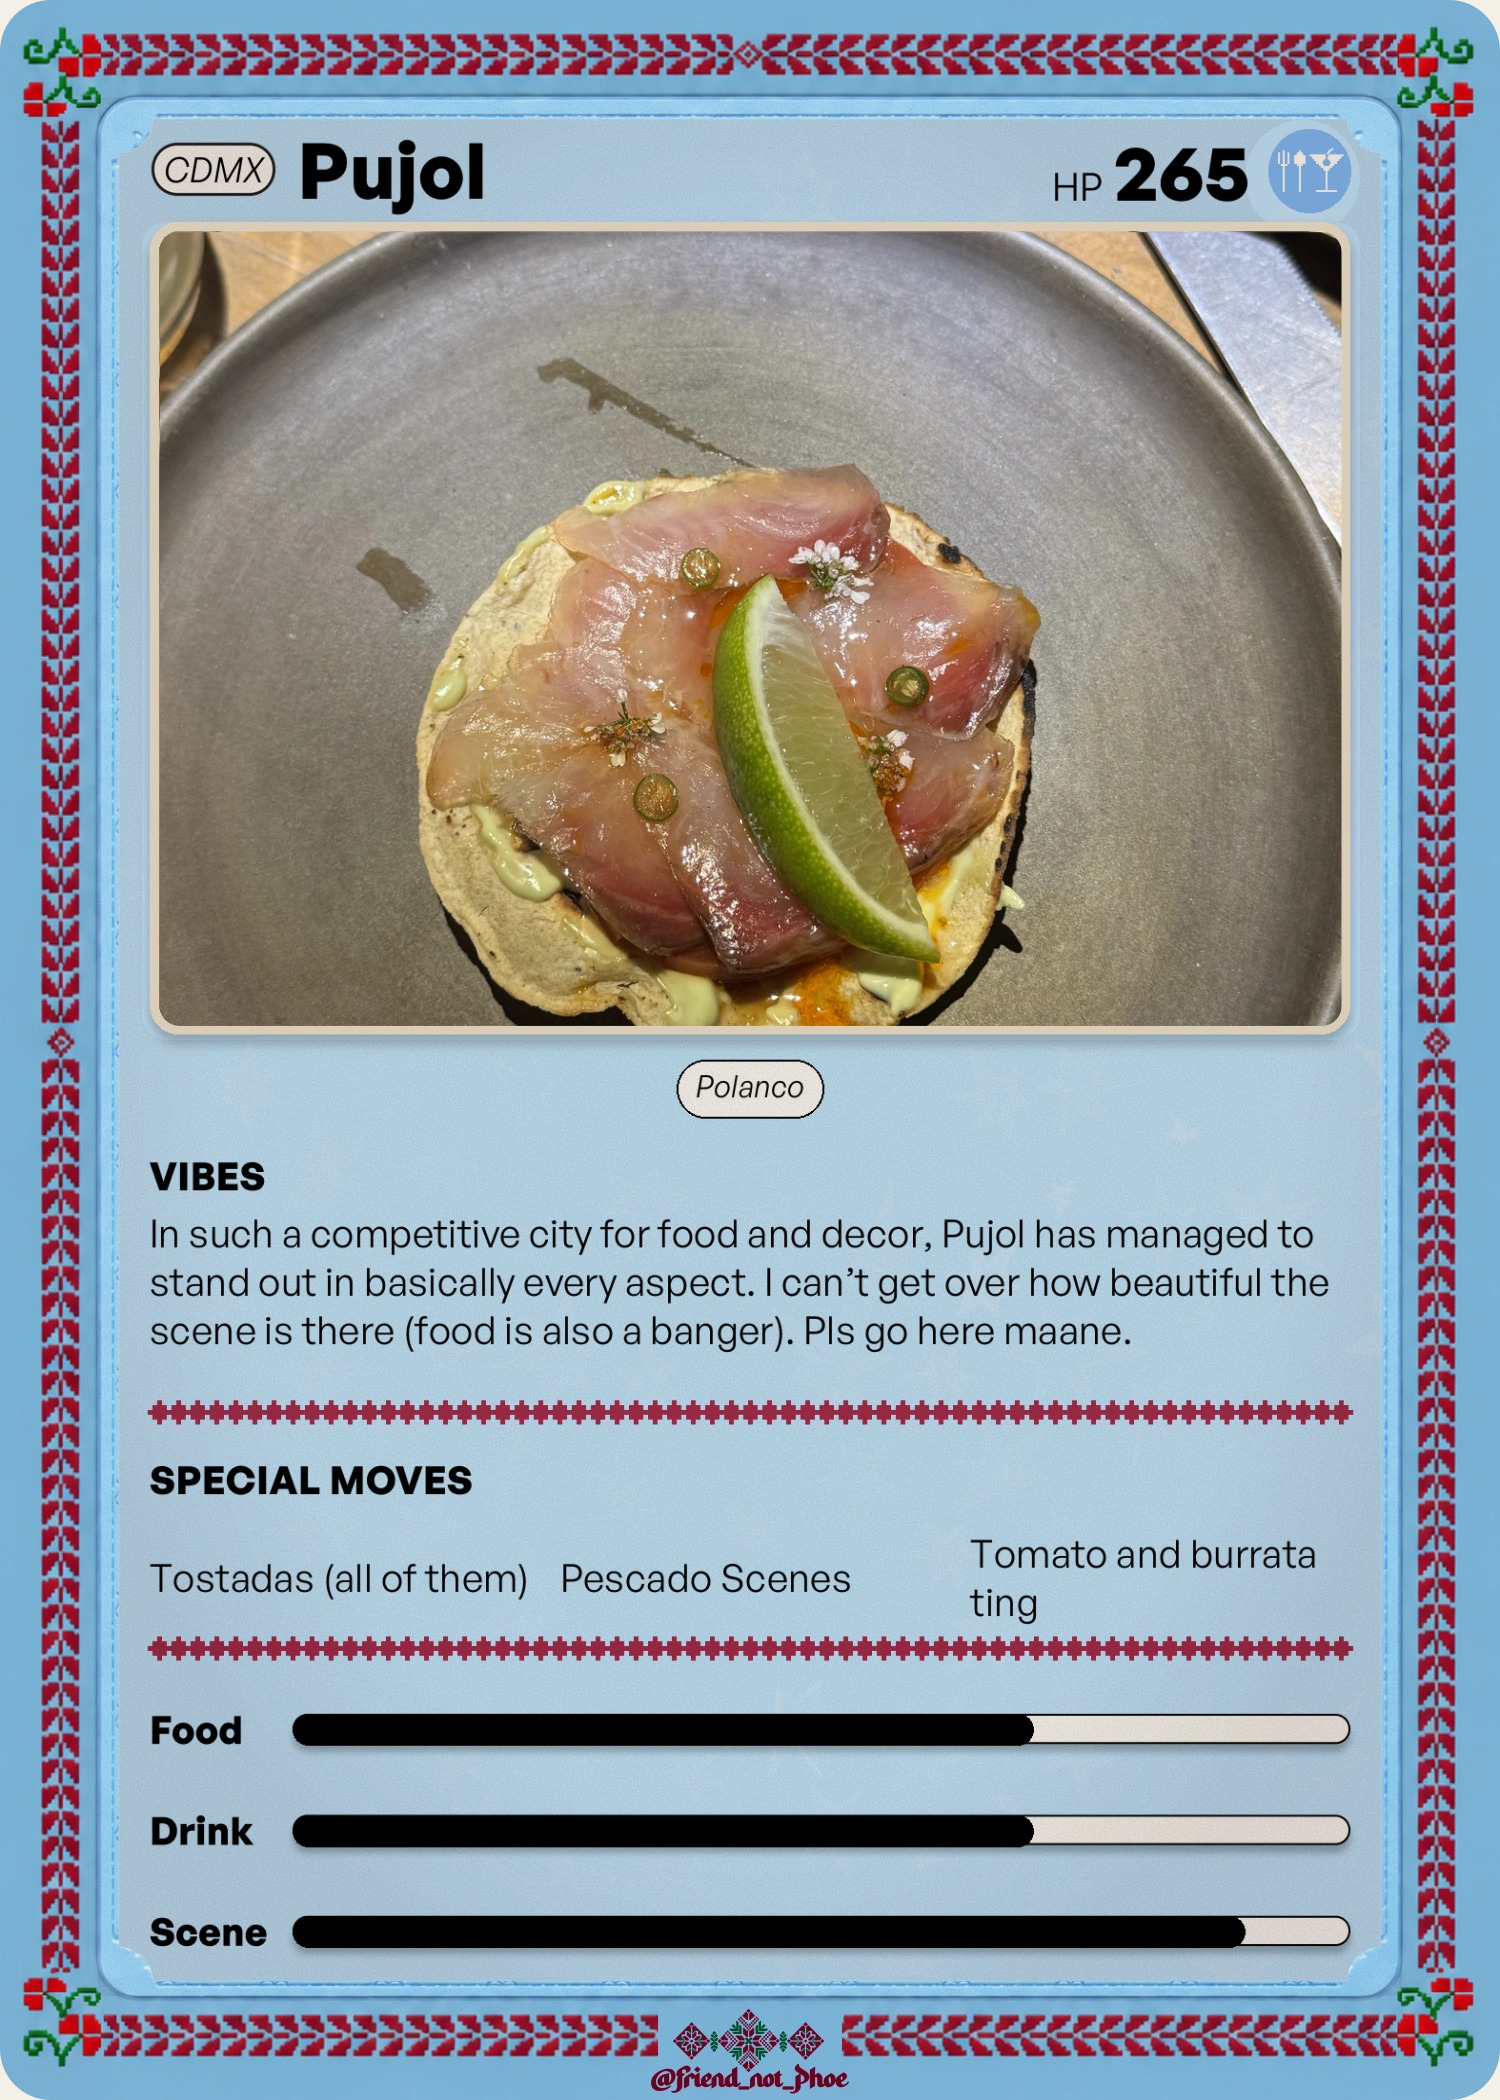 CDMX Pujol HP 265
Polanco
VIBES
In such a competitive city for food and decor, Pujol has managed to
stand out in basically every aspect. I can’t get over how beautiful the
scene is there (food is also a banger). Pls go here maane.
SPECIAL MOVES
Tostadas (all of them)
Pescado Scenes
Tomato and burrata
ting
Food
Drink
Scene
@friend_not_phoe